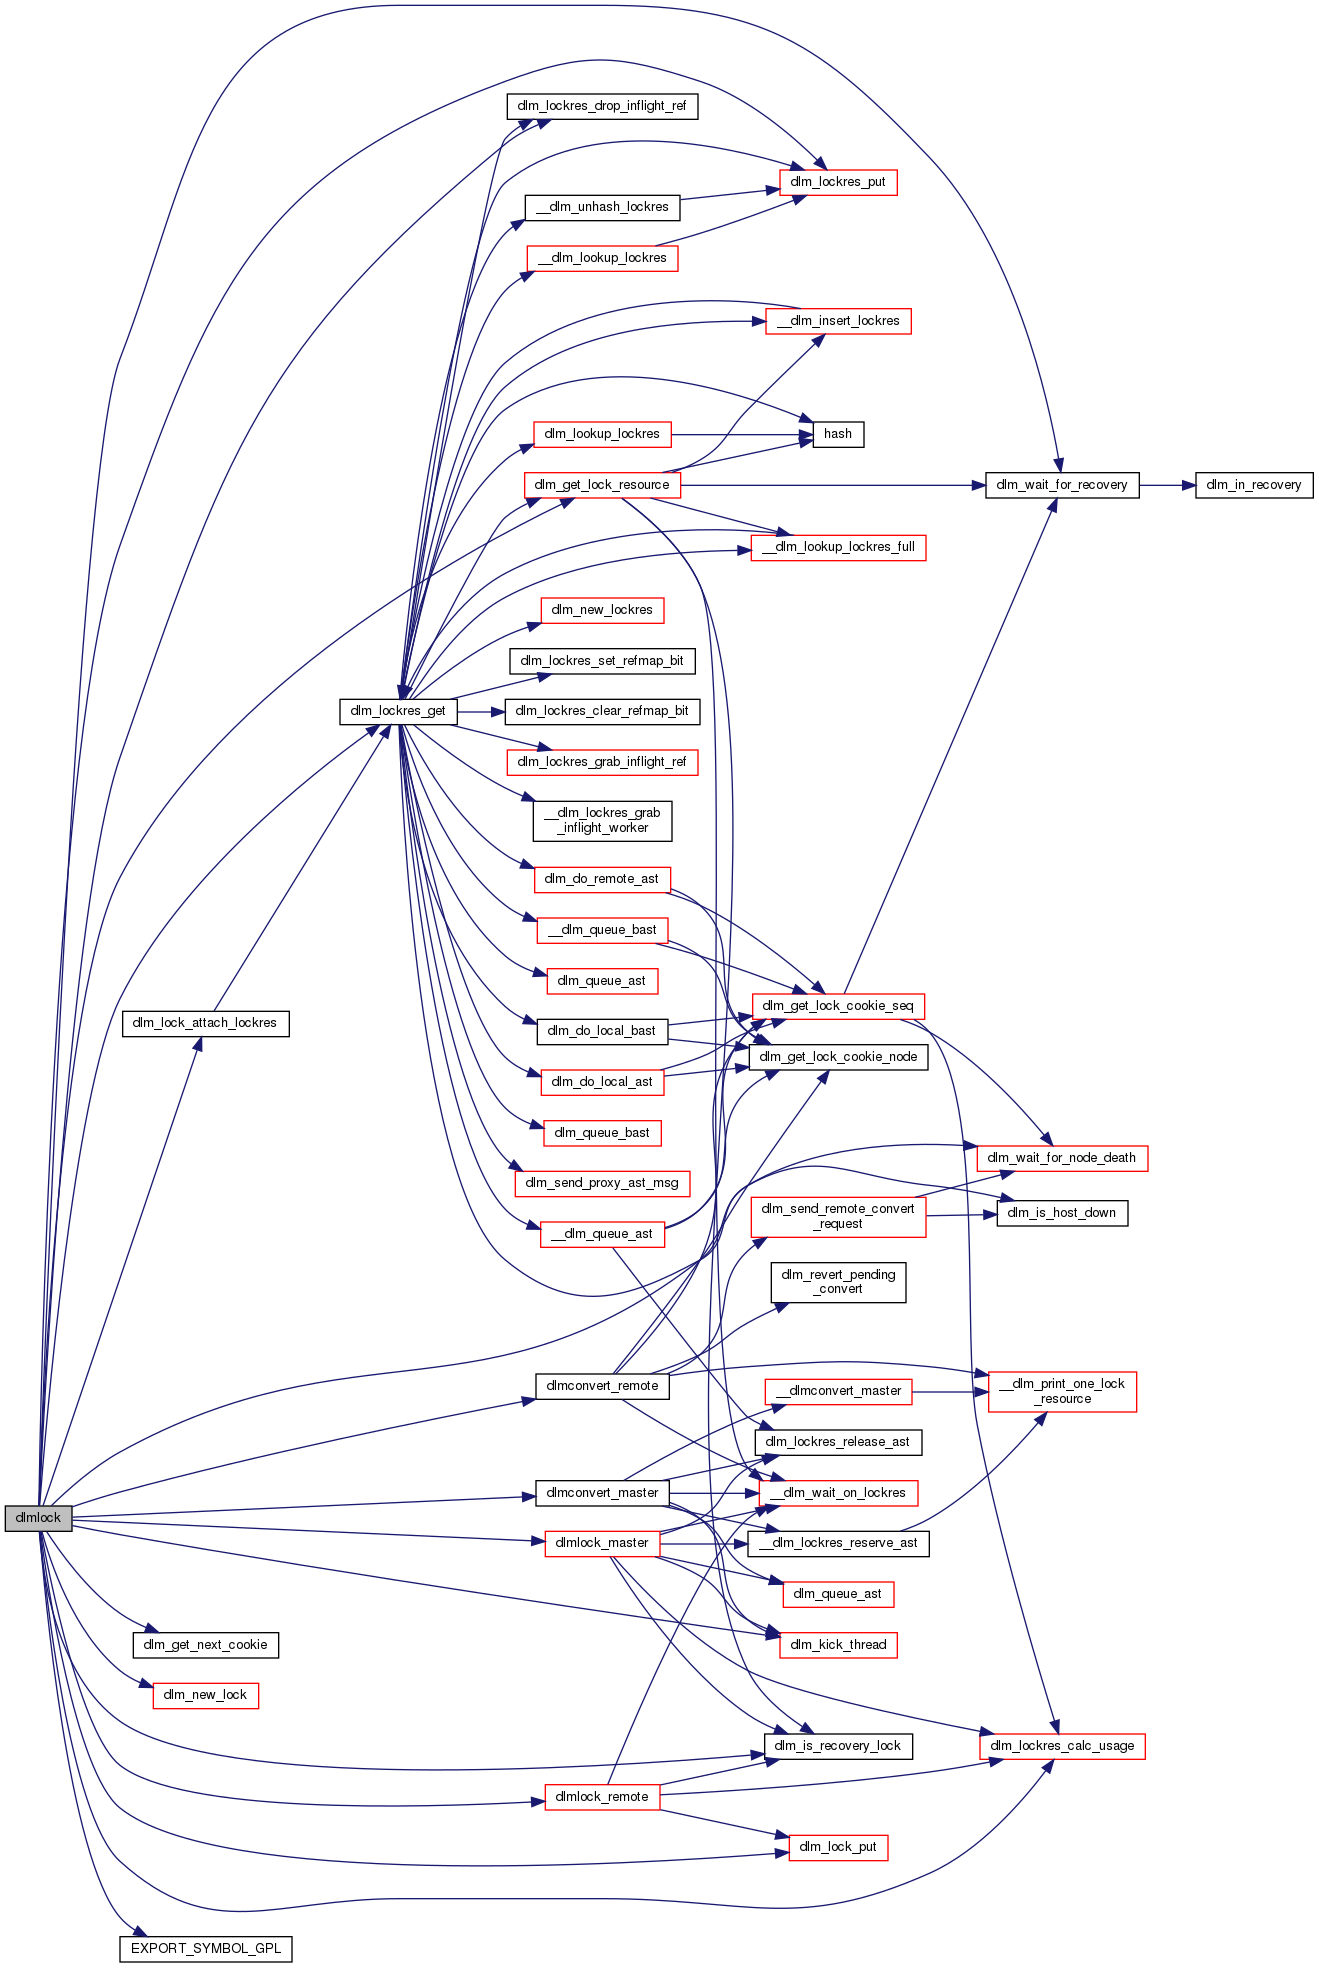 dlm_lockres_drop_inflight_ref
dlm_lockres_put
__dlm_unhash_lockres
__dlm_lookup_lockres
__dlm_insert_lockres
dlm_lookup_lockres
hash
dlm_get_lock_resource
dlm_wait_for_recovery
dlm_in_recovery
__dlm_lookup_lockres_full
dlm_new_lockres
dlm_lockres_set_refmap_bit
dlm_lockres_get
dlm_lockres_clear_refmap_bit
dlm_lockres_grab_inflight_ref
__dlm_lockres_grab
_inflight_worker
dlm_do_remote_ast
__dlm_queue_bast
dlm_queue_ast
dlm_get_lock_cookie_seq
dlm_lock_attach_lockres
dlm_do_local_bast
dlm_get_lock_cookie_node
dlm_do_local_ast
dlm_queue_bast
dlm_wait_for_node_death
dlm_send_proxy_ast_msg
dlm_send_remote_convert
_request
dlm_is_host_down
__dlm_queue_ast
dlm_revert_pending
_convert
dlmconvert_remote
__dlmconvert_master
__dlm_print_one_lock
_resource
dlm_lockres_release_ast
dlmconvert_master
__dlm_wait_on_lockres
dlmlock
dlmlock_master
__dlm_lockres_reserve_ast
dlm_queue_ast
dlm_get_next_cookie
dlm_kick_thread
dlm_new_lock
dlm_is_recovery_lock
dlm_lockres_calc_usage
dlmlock_remote
dlm_lock_put
EXPORT_SYMBOL_GPL